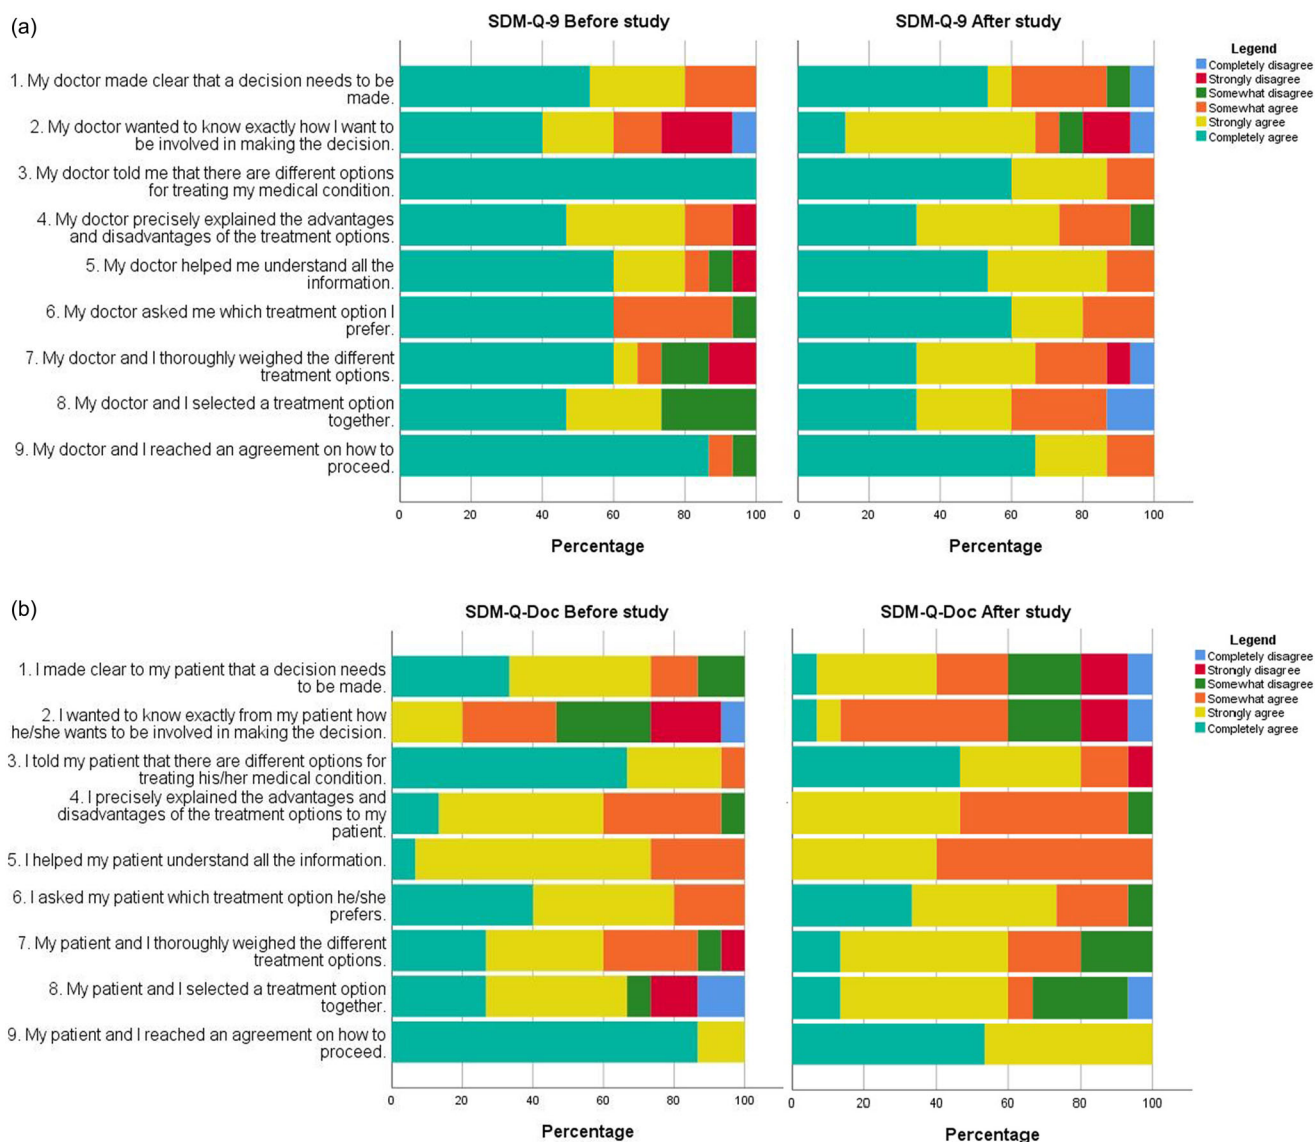 (a)
SDM-Q-9 Before study
SDM-Q-9 After study
Legend
Completely disagree
Strongly disagree
Somewhat disagree
Somewhat agree
Strongly agree
Completely agree
1. My doctor made clear that a decision needs to be
made.
2. My doctor wanted to know exactly how I want to
be involved in making the decision.
3. My doctor told me that there are different options
for treating my medical condition.
4. My doctor precisely explained the advantages
and disadvantages of the treatment options.
5. My doctor helped me understand all the
information.
6. My doctor asked me which treatment option I
prefer.
7. My doctor and I thoroughly weighed the different
treatment options.
8. My doctor and I selected a treatment option
together.
9. My doctor and I reached an agreement on how to
proceed.
0 20 40 60 80 100
0 20 40 60 80 100
Percentage
Percentage
(b)
SDM-Q-Doc Before study
SDM-Q-Doc After study
Legend
Completely disagree
Strongly disagree
Somewhat disagree
Somewhat agree
Strongly agree
Completely agree
1. I made clear to my patient that a decision needs
to be made.
2. I wanted to know exactly from my patient how
he/she wants to be involved in making the decision.
3. I told my patient that there are different options for
treating his/her medical condition.
4. I precisely explained the advantages and
disadvantages of the treatment options to my
patient.
5. I helped my patient understand all the information.
6. I asked my patient which treatment option he/she
prefers.
7. My patient and I thoroughly weighed the different
treatment options.
8. My patient and I selected a treatment option
together.
9. My patient and I reached an agreement on how to
proceed.
0 20 40 60 80 100
0 20 40 60 80 100
Percentage
Percentage